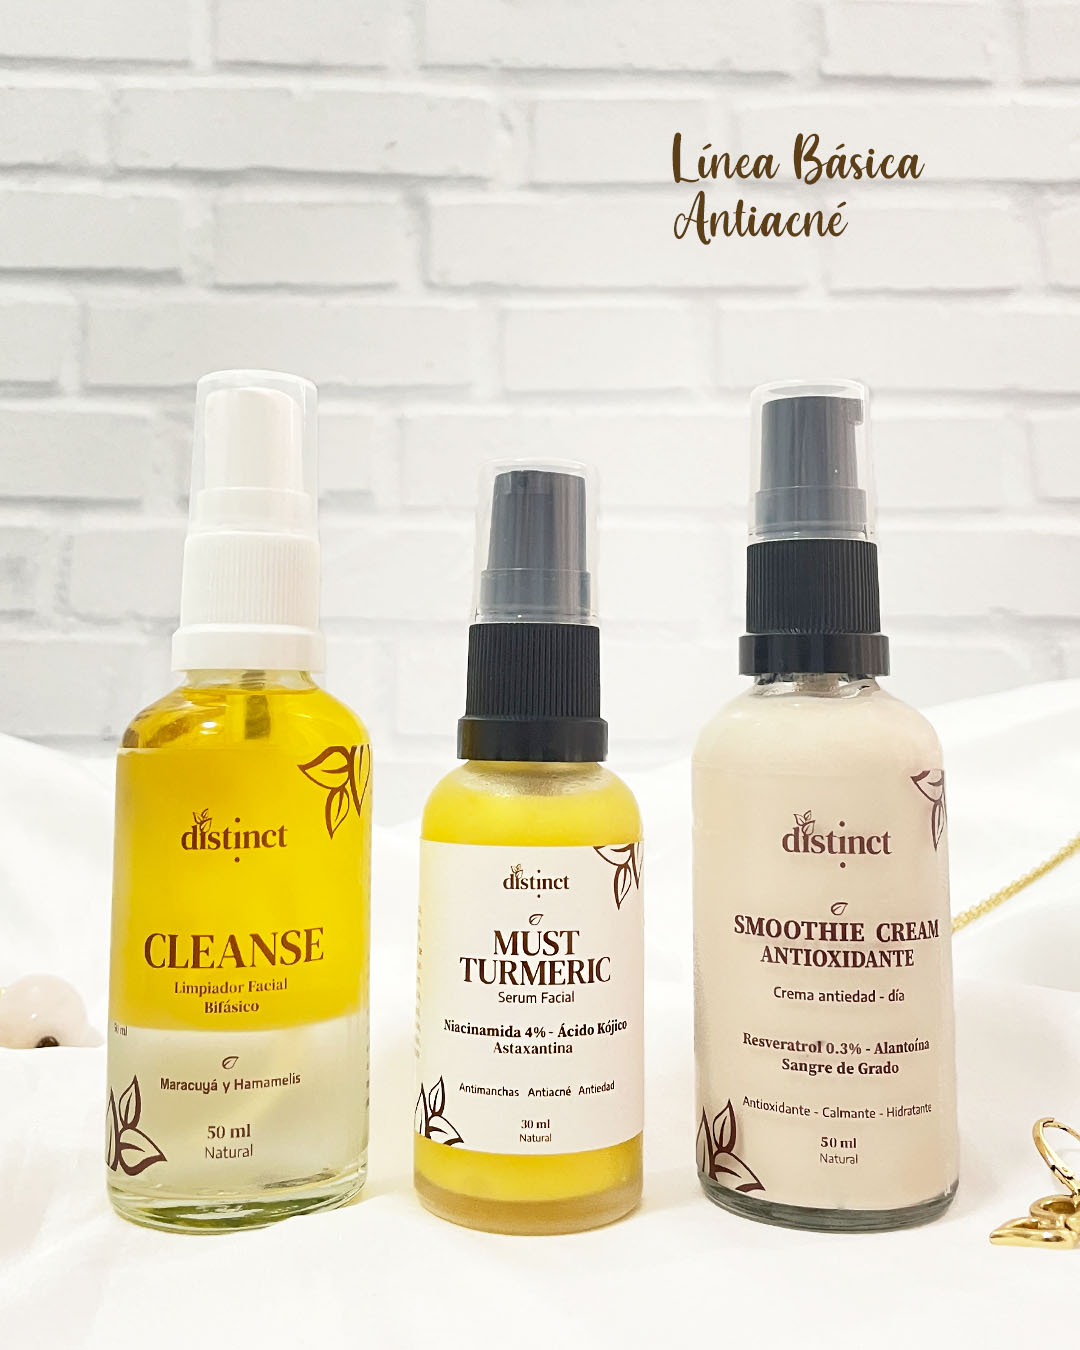 Línea Básica
Antiacné
distinct
CLEANSE
Limpiador Facial
Bifásico
50 ml
Maracuyá y Hamamelis
50 ml
Natural
distinct
MUST
TURMERIC
Serum Facial
Niacinamida 4% - Ácido Kójico
Astaxantina
Antimanchas Antiacné Antiedad
30 ml
Natural
distinct
SMOOTHIE CREAM
ANTIOXIDANTE
Crema antiedad - día
Resveratrol 0.3% - Alantoína
Sangre de Grado
Antioxidante - Calmante - Hidratante
50 ml
Natural